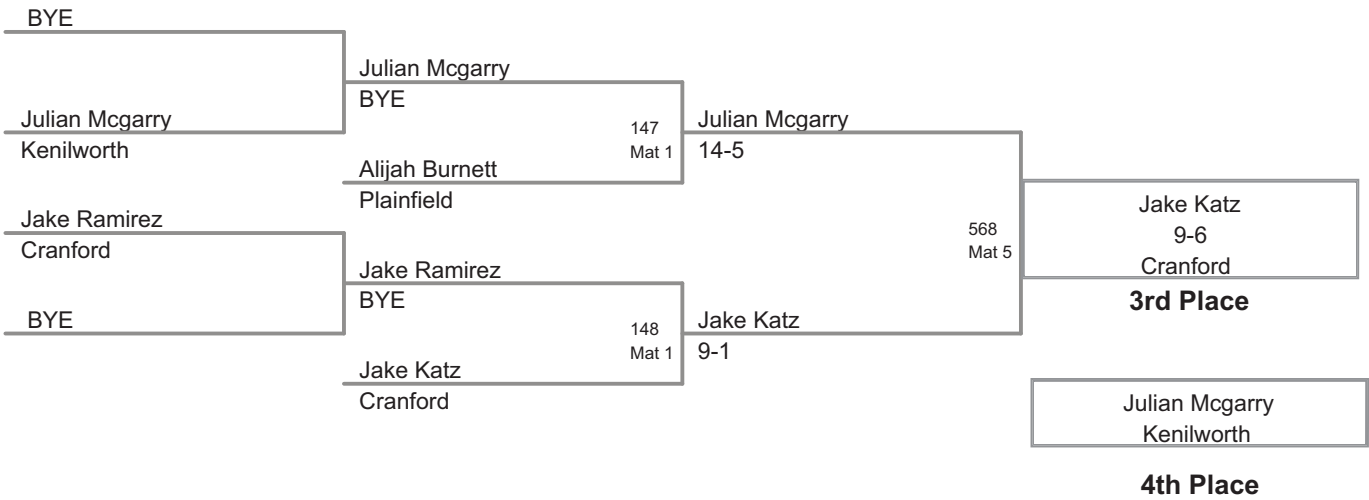 BYE
Julian Mcgarry
BYE
Julian Mcgarry
Kenilworth
147
Mat 1
Julian Mcgarry
14-5
Alijah Burnett
Plainfield
Jake Ramirez
Cranford
568
Mat 5
Jake Katz
9-6
Cranford
3rd Place
Jake Ramirez
BYE
BYE
148
Mat 1
Jake Katz
9-1
Jake Katz
Cranford
Julian Mcgarry
Kenilworth
4th Place